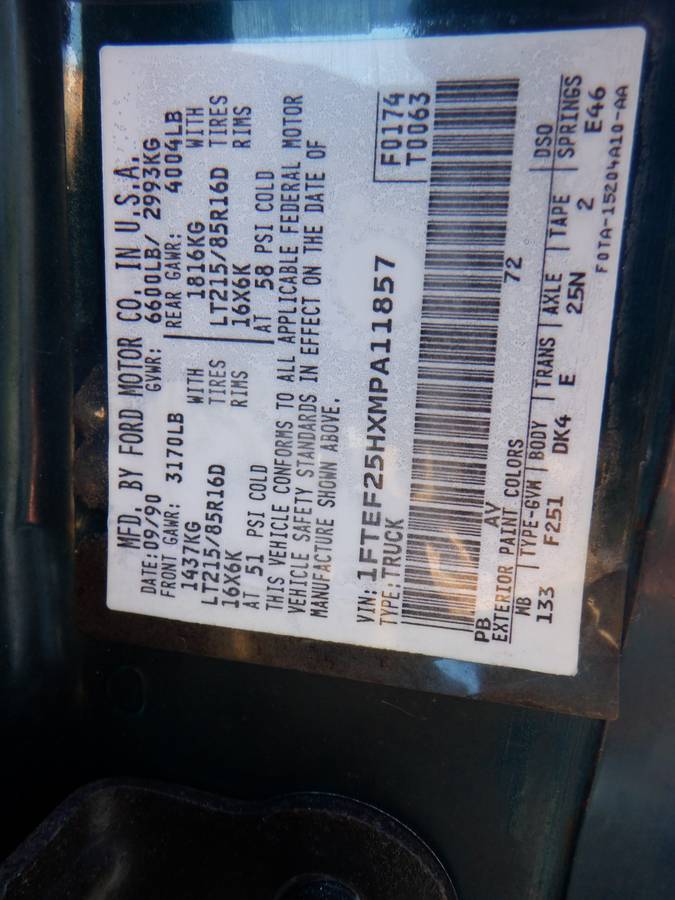 MFD. BY FORD MOTOR CO. IN U.S.A.
DATE: 09/90 GVWR: 6600LB/ 2993KG
FRONT GAWR: 3170LB REAR GAWR: 4004LB
1437KG WITH 1816KG WITH
LT215/85R16D TIRES LT215/85R16D TIRES
16X6K RIMS 16X6K RIMS
AT 51 PSI COLD AT 58 PSI COLD
THIS VEHICLE CONFORMS TO ALL APPLICABLE FEDERAL MOTOR
VEHICLE SAFETY STANDARDS IN EFFECT ON THE DATE OF
MANUFACTURE SHOWN ABOVE.
F0174
T0063
VIN: 1FTEF25HXMPA11857
TYPE: TRUCK
PB AY 72
EXTERIOR PAINT COLORS DSO
WB TYPE-GVW BODY TRANS AXLE TAPE SPRINGS
133 F251 DK4 E 25N 2 E46
F0TA-15204A10-AA